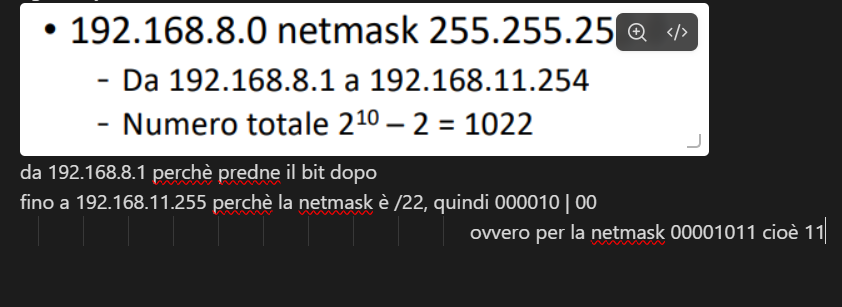 • 192.168.8.0 netmask 255.255.25
- Da 192.168.8.1 a 192.168.11.254
- Numero totale 2¹⁰ – 2 = 1022
da 192.168.8.1 perchè predne il bit dopo
fino a 192.168.11.255 perchè la netmask è /22, quindi 000010 | 00
ovvero per la netmask 00001011 cioè 11